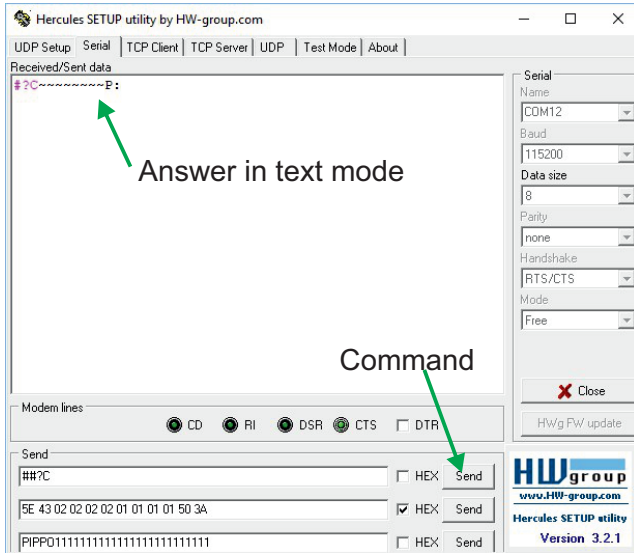 Hercules SETUP utility by HW-group.com
UDP Setup Serial TCP Client TCP Server UDP Test Mode About
Received/Sent data
#?C~~~~~~~~P:
Answer in text mode
Serial
Name
COM12
Baud
115200
Data size
8
Parity
none
Handshake
RTS/CTS
Mode
Free
Command
Close
HWg FW update
Modem lines
CD RI DSR CTS DTR
Send
##?C HEX Send
5E 43 02 02 02 02 01 01 01 01 50 3A HEX Send
HEX Send
HWgroup
www.HW-group.com
Hercules SETUP utility
Version 3.2.1